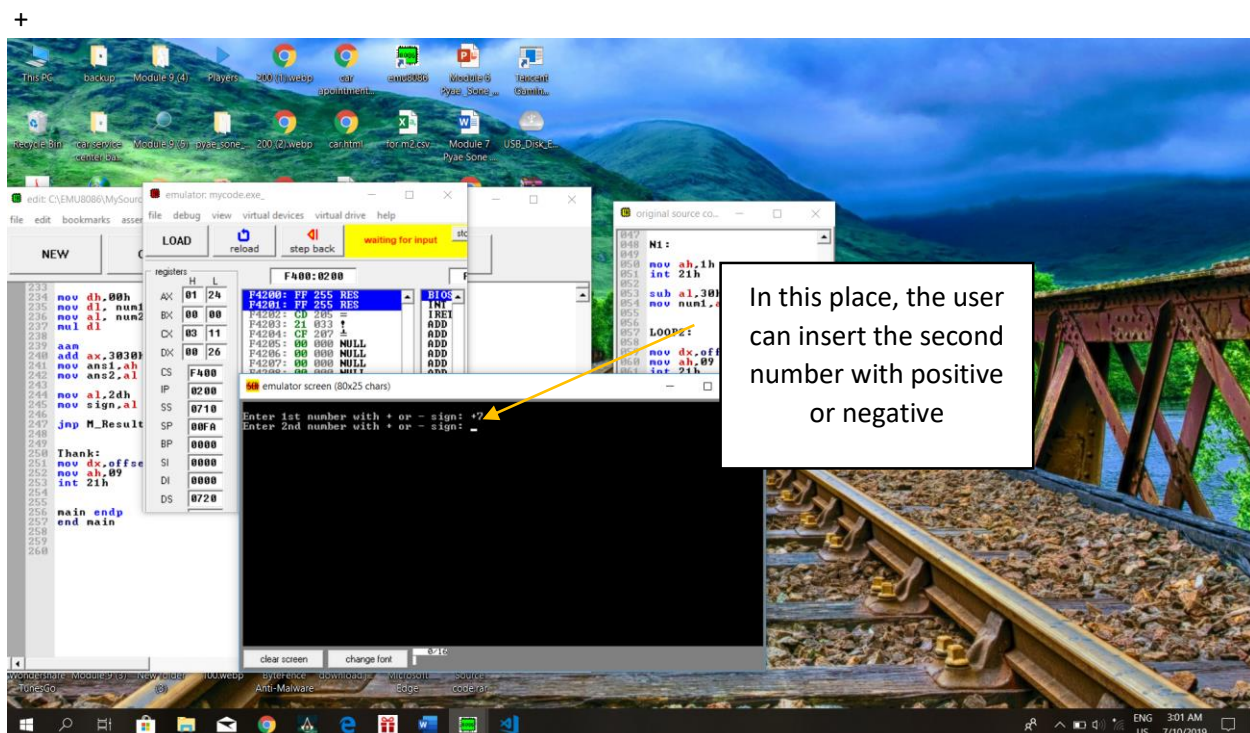 +
This PC
backup
Module 9,(4)
Players
200 (1).webp
car apointment...
emu8086
Module 6 Pyae_Sone_...
Tencent Gamin...
Recycle Bin
car service center ba...
Module 9 (5)
pyae_sone_
200 (2).webp
car.html
for m2.csv
Module 7 Pyae Sone...
USB_Disk_E...
edit: C:\EMU8086\MySourc
file edit bookmarks assem
NEW
233
234 mov dh,00h
235 mov dl, num1
236 mov al, num2
237 mul dl
238
239 aam
240 add ax,3030h
241 mov ans1,ah
242 mov ans2,al
243
244 mov al,2dh
245 mov sign,al
246
247 jmp M_Result
248
249
250 Thank:
251 mov dx,offse
252 mov ah,09
253 int 21h
254
255
256 main endp
257 end main
258
259
260
emulator: mycode.exe_
file debug view virtual devices virtual drive help
LOAD
reload
step back
waiting for input
registers
H L
AX 01 24
BX 00 00
CX 03 11
DX 00 26
CS F400
IP 0200
SS 0710
SP 00FA
BP 0000
SI 0000
DI 0000
DS 0720
F400:0200
F4200: FF 255 RES
F4201: FF 255 RES
F4202: CD 205 =
F4203: 21 033 !
F4204: CF 207 ±
F4205: 00 000 NULL
F4206: 00 000 NULL
F4207: 00 000 NULL
BIOS
INT
IRET
ADD
ADD
ADD
ADD
ADD
original source co...
047
048 N1:
049
050 mov ah,1h
051 int 21h
052
053 sub al,30h
054 mov num1,a
055
056
057 LOOP2:
058
059 mov dx,off
060 mov ah,09
061 int 21h
In this place, the user
can insert the second
number with positive
or negative
emulator screen (80x25 chars)
Enter 1st number with + or - sign: +7
Enter 2nd number with + or - sign: _
clear screen
change font
0/16
Wondershare TunesGo
Module 9 (3)
New folder (3)
100.webp
ByteFence Anti-Malware
download
Microsoft Edge
Source code.rar
ENG
US
3:01 AM
7/10/2019